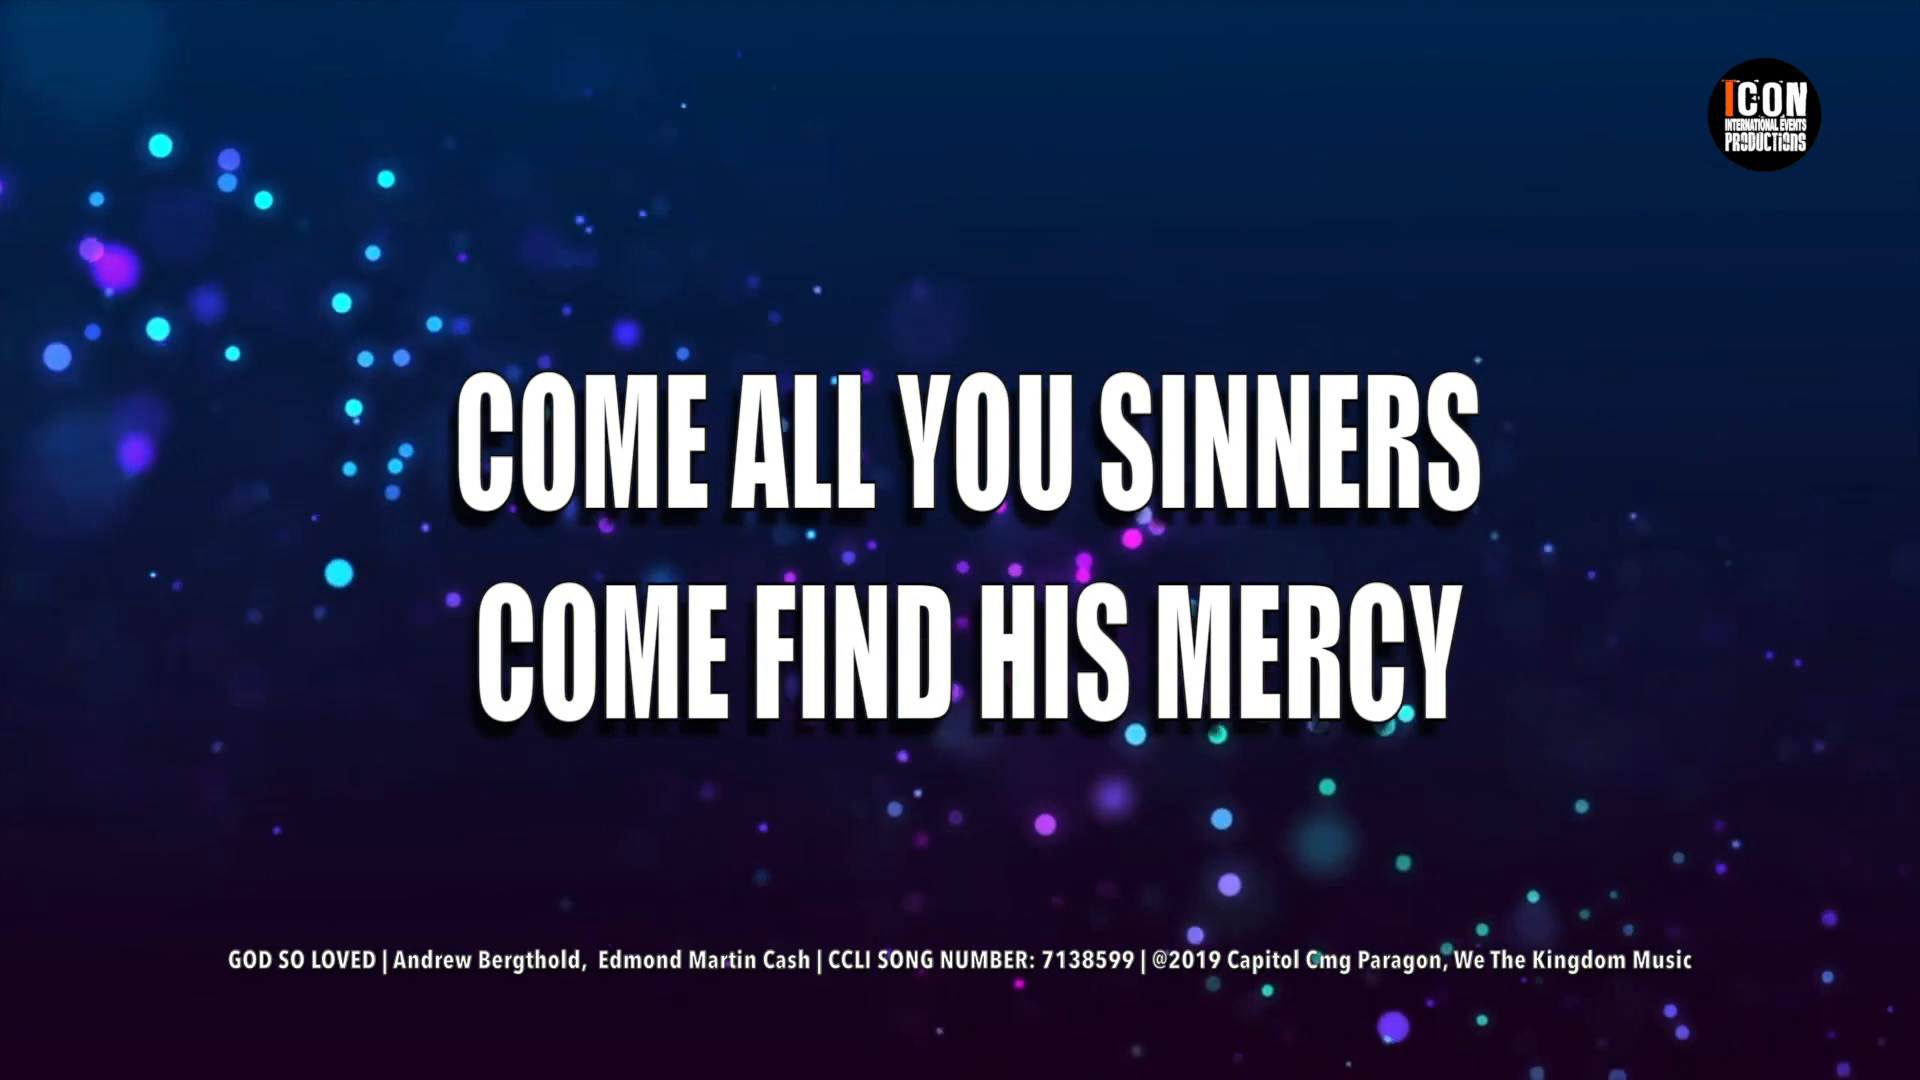 ICON
INTERNATIONAL EVENTS
PRODUCTIONS
COME ALL YOU SINNERS
COME FIND HIS MERCY
GOD SO LOVED | Andrew Bergthold,  Edmond Martin Cash | CCLI SONG NUMBER: 7138599 | @2019 Capitol Cmg Paragon, We The Kingdom Music